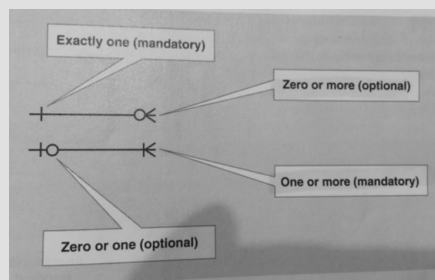 Exactly one (mandatory)
Zero or more (optional)
One or more (mandatory)
Zero or one (optional)